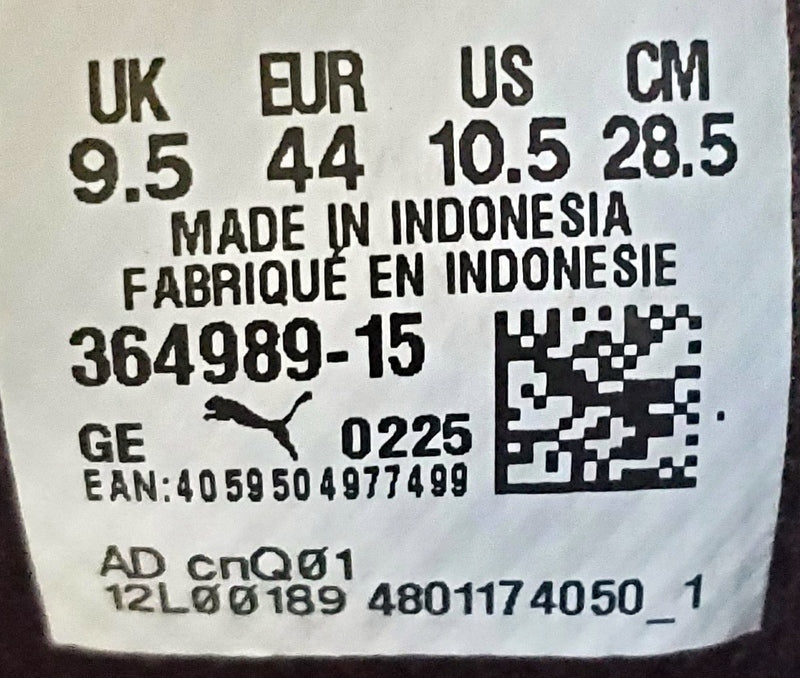 UK EUR US CM
9.5 44 10.5 28.5
MADE IN INDONESIA
FABRIQUÉ EN INDONESIE
364989-15
GE 0225
EAN:4059504977499
AD cnQ01
12L00189 4801174050_1